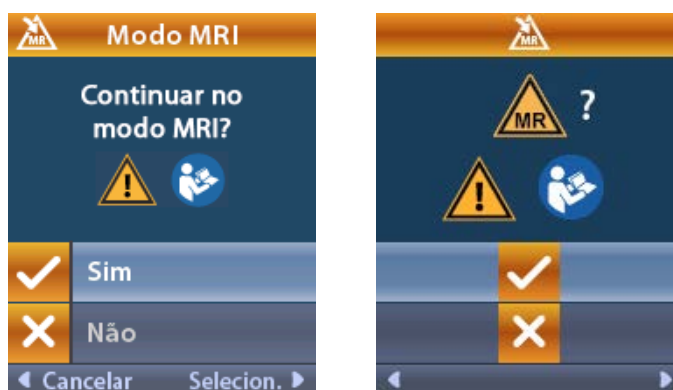 MR Modo MRI
Continuar no
modo MRI?
!
Sim
Não
Cancelar Selecion.
MR
MR ?
!